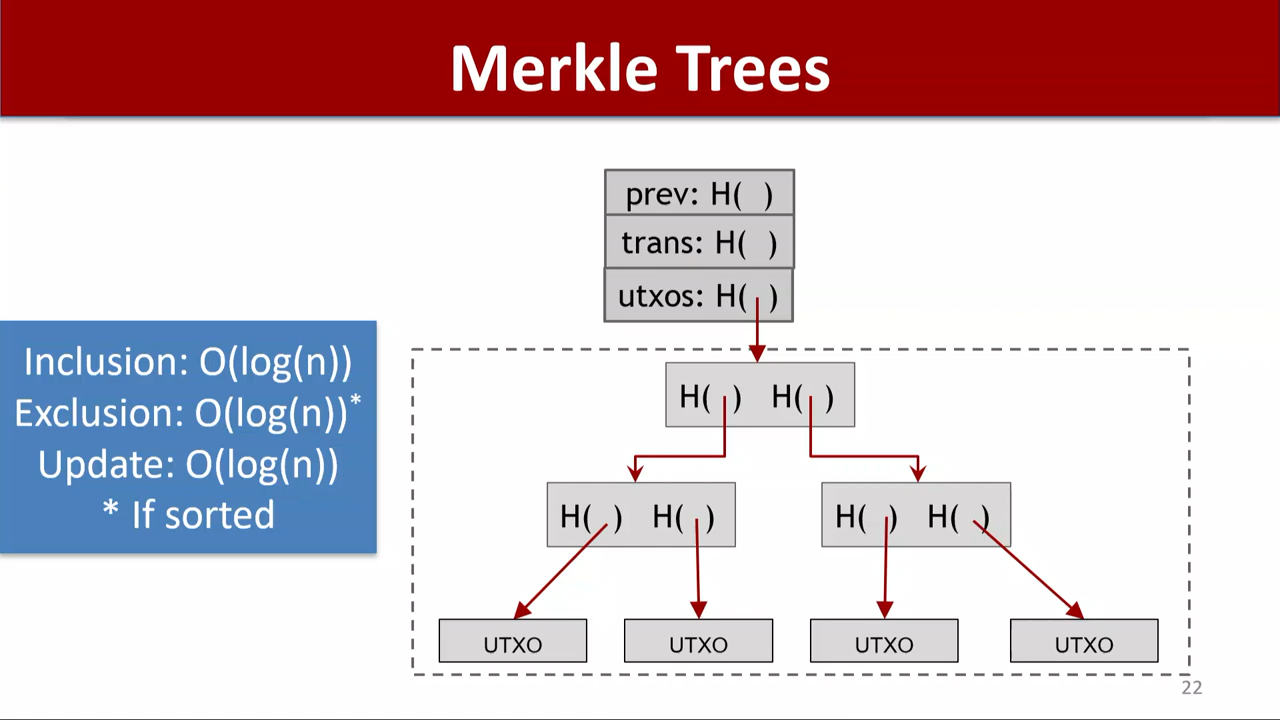 Merkle Trees
prev: H( )
trans: H( )
utxos: H( )
Inclusion: O(log(n))
Exclusion: O(log(n))*
Update: O(log(n))
* If sorted
H( ) H( )
H( ) H( )
H( ) H( )
UTXO
UTXO
UTXO
UTXO
22